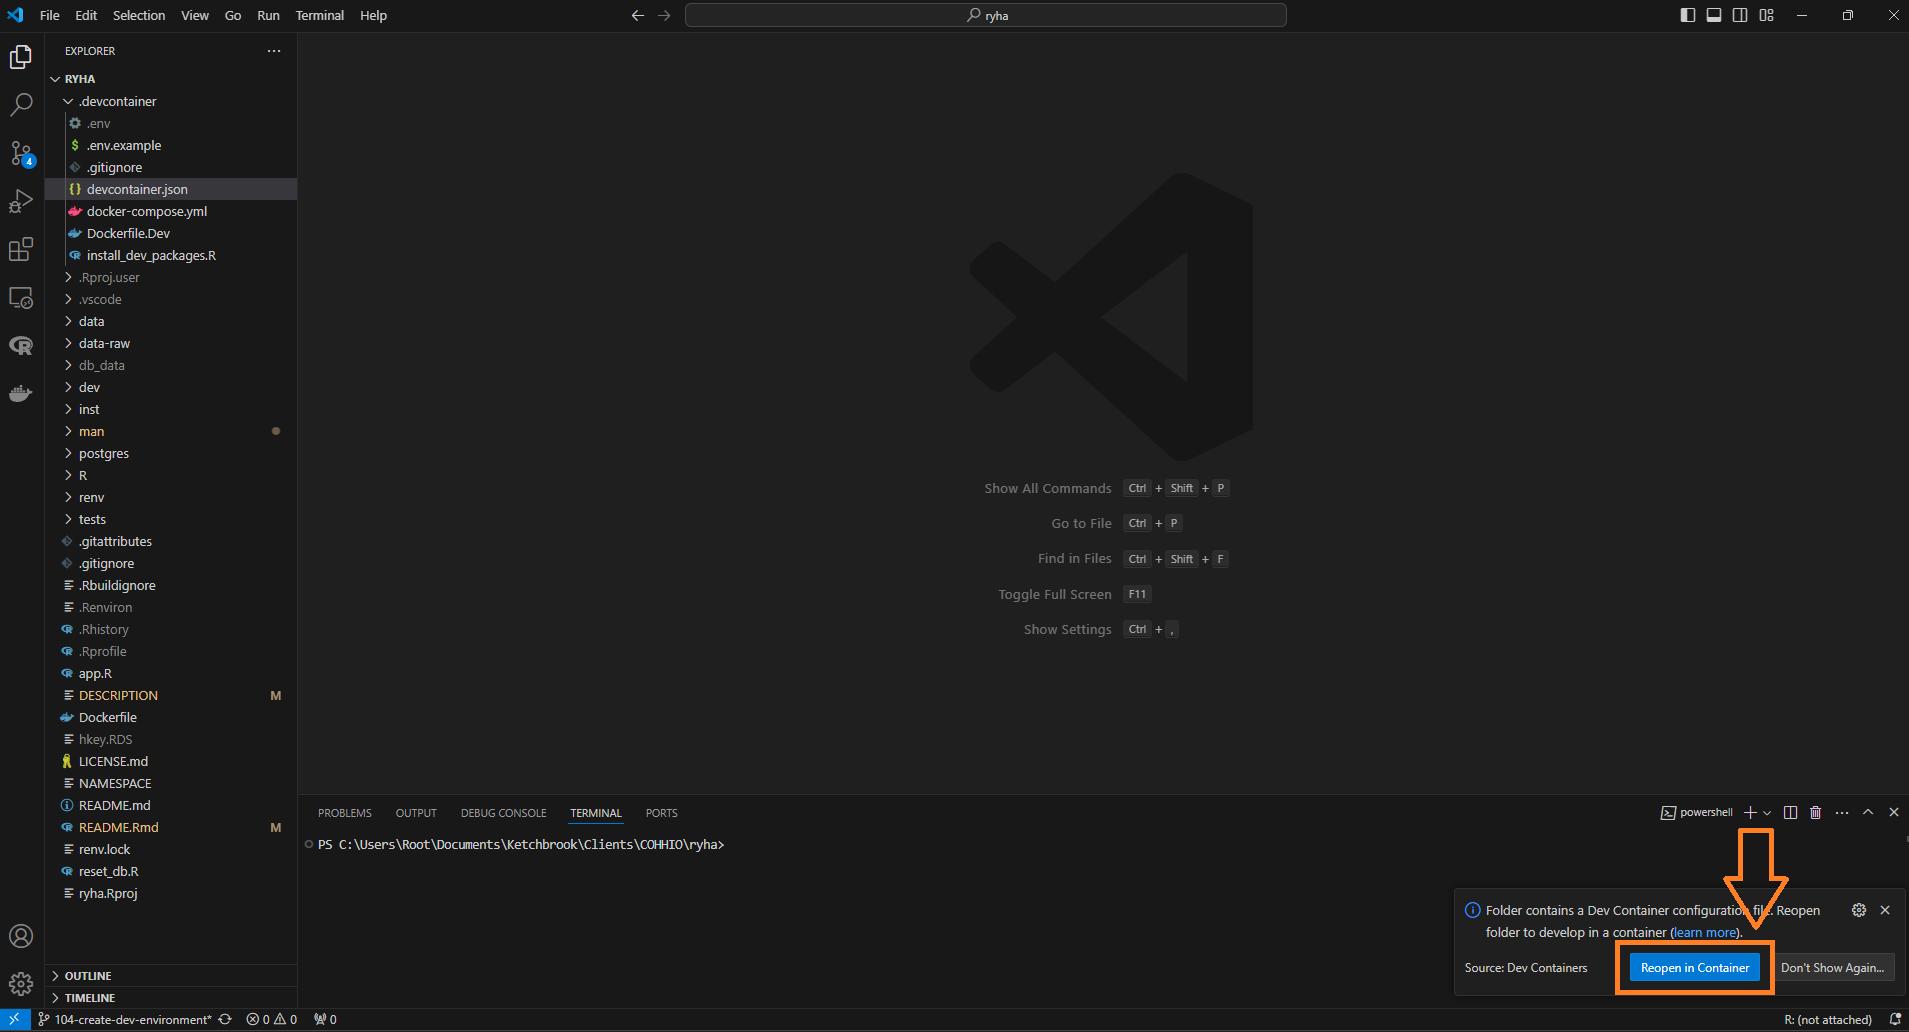 File Edit Selection View Go Run Terminal Help
ryha
EXPLORER
RYHA
.devcontainer
.env
.env.example
.gitignore
devcontainer.json
docker-compose.yml
Dockerfile.Dev
install_dev_packages.R
.Rproj.user
.vscode
data
data-raw
db_data
dev
inst
man
postgres
R
renv
tests
.gitattributes
.gitignore
.Rbuildignore
.Renviron
.Rhistory
.Rprofile
app.R
DESCRIPTION M
Dockerfile
hkey.RDS
LICENSE.md
NAMESPACE
README.md
README.Rmd M
renv.lock
reset_db.R
ryha.Rproj
OUTLINE
TIMELINE
4
Show All Commands Ctrl + Shift + P
Go to File Ctrl + P
Find in Files Ctrl + Shift + F
Toggle Full Screen F11
Show Settings Ctrl + ,
PROBLEMS OUTPUT DEBUG CONSOLE TERMINAL PORTS
powershell
PS C:\Users\Root\Documents\Ketchbrook\Clients\COHHIO\ryha>
Folder contains a Dev Container configuration file. Reopen
folder to develop in a container (learn more).
Source: Dev Containers
Reopen in Container
Don't Show Again...
104-create-dev-environment* 0 0 0
R: (not attached)